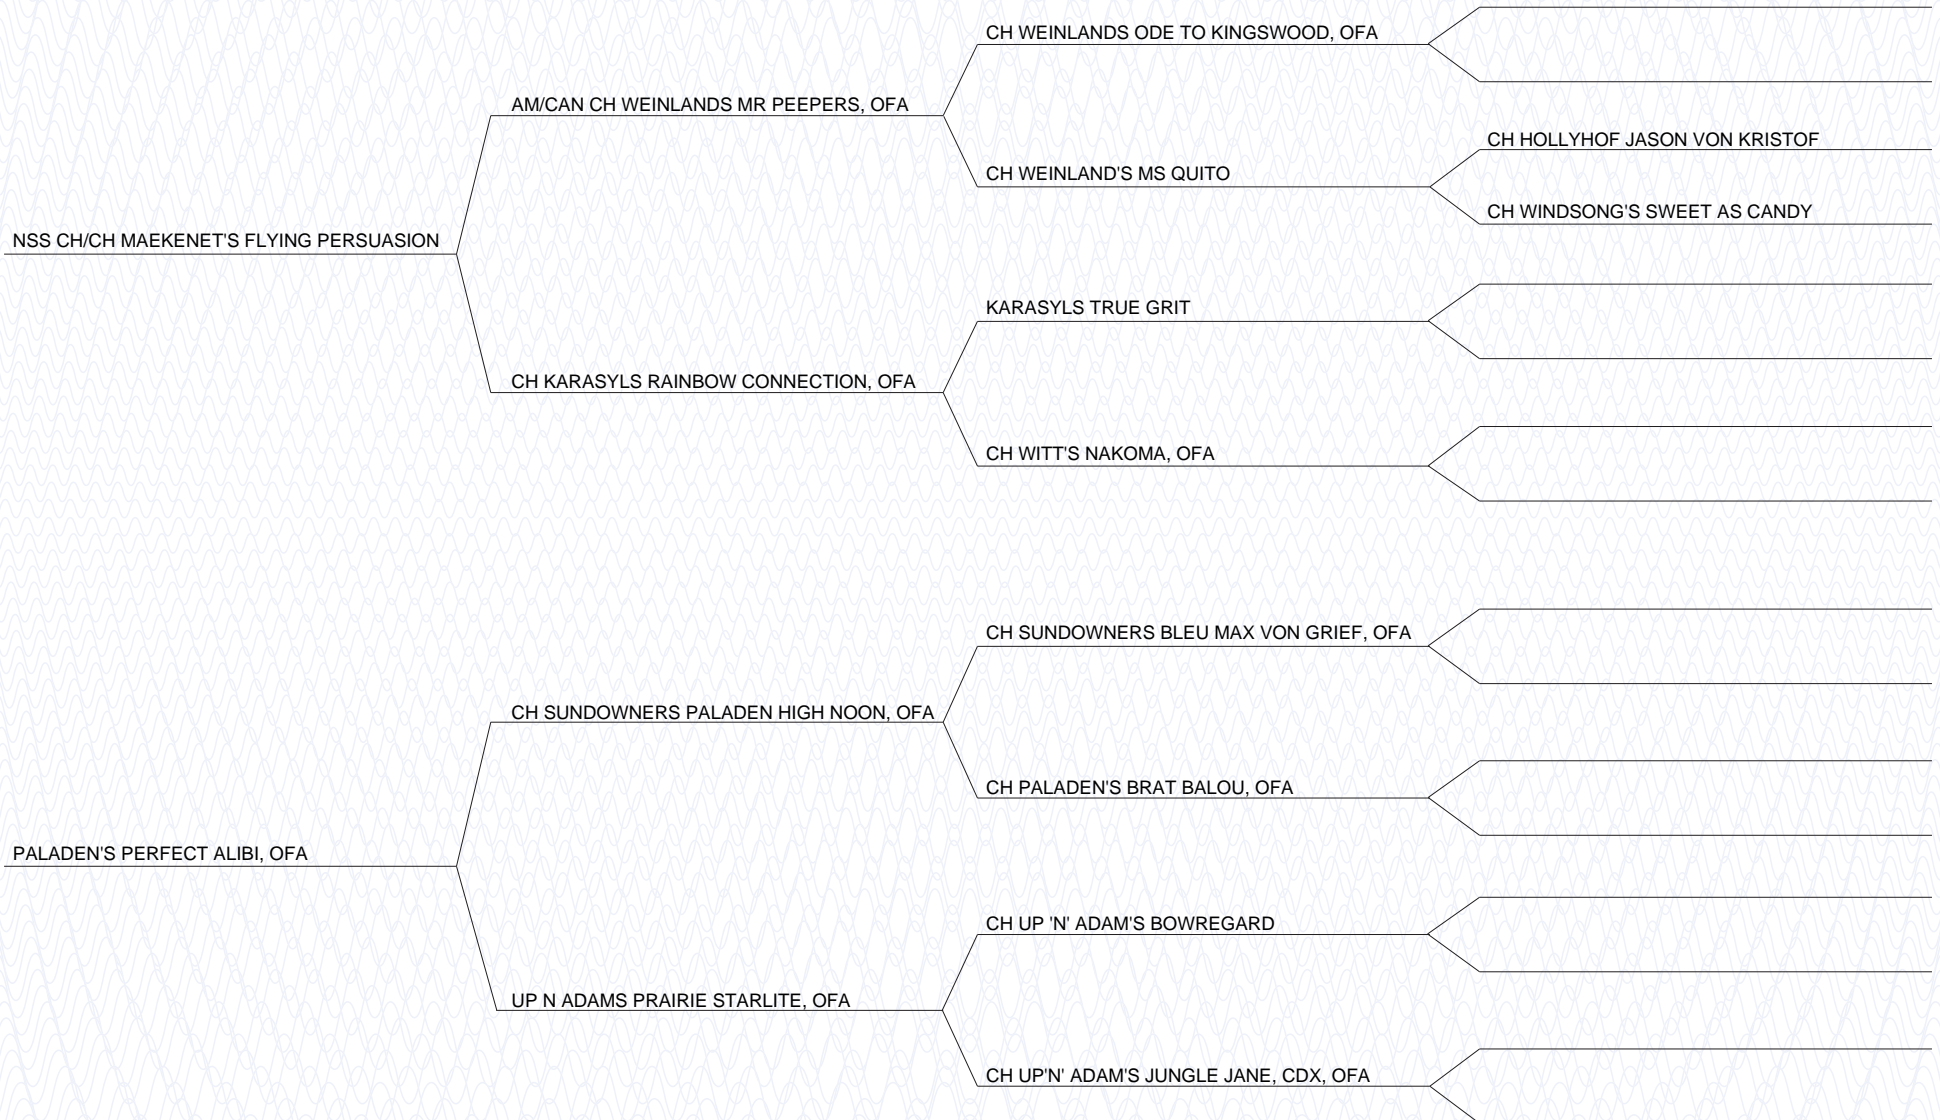 CH WEINLANDS ODE TO KINGSWOOD, OFA
AM/CAN CH WEINLANDS MR PEEPERS, OFA
CH HOLLYHOF JASON VON KRISTOF
CH WEINLAND'S MS QUITO
CH WINDSONG'S SWEET AS CANDY
NSS CH/CH MAEKENET'S FLYING PERSUASION
KARASYLS TRUE GRIT
CH KARASYLS RAINBOW CONNECTION, OFA
CH WITT'S NAKOMA, OFA
CH SUNDOWNERS BLEU MAX VON GRIEF, OFA
CH SUNDOWNERS PALADEN HIGH NOON, OFA
CH PALADEN'S BRAT BALOU, OFA
PALADEN'S PERFECT ALIBI, OFA
CH UP 'N' ADAM'S BOWREGARD
UP N ADAMS PRAIRIE STARLITE, OFA
CH UP'N' ADAM'S JUNGLE JANE, CDX, OFA